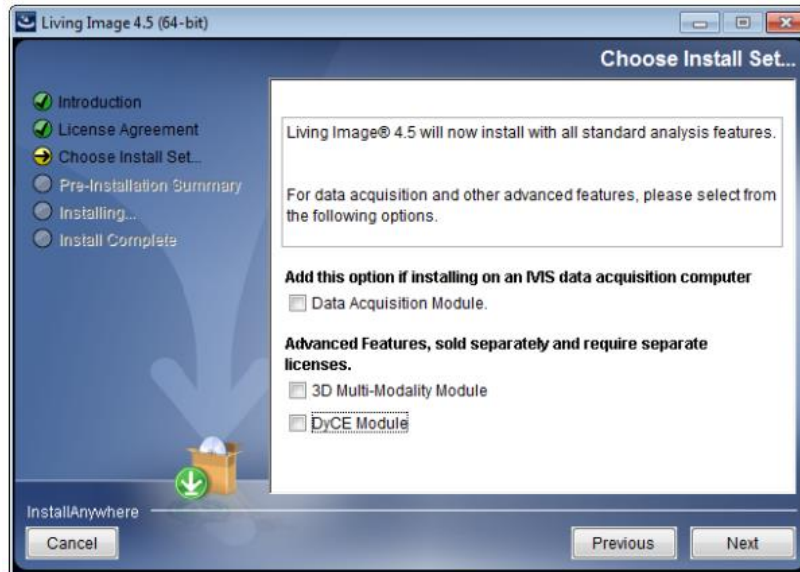 Living Image 4.5 (64-bit)
Choose Install Set...
Introduction
License Agreement
Choose Install Set...
Pre-Installation Summary
Installing...
Install Complete
Living Image® 4.5 will now install with all standard analysis features.
For data acquisition and other advanced features, please select from
the following options.
Add this option if installing on an IVIS data acquisition computer
Data Acquisition Module.
Advanced Features, sold separately and require separate
licenses.
3D Multi-Modality Module
DyCE Module
InstallAnywhere
Cancel
Previous
Next